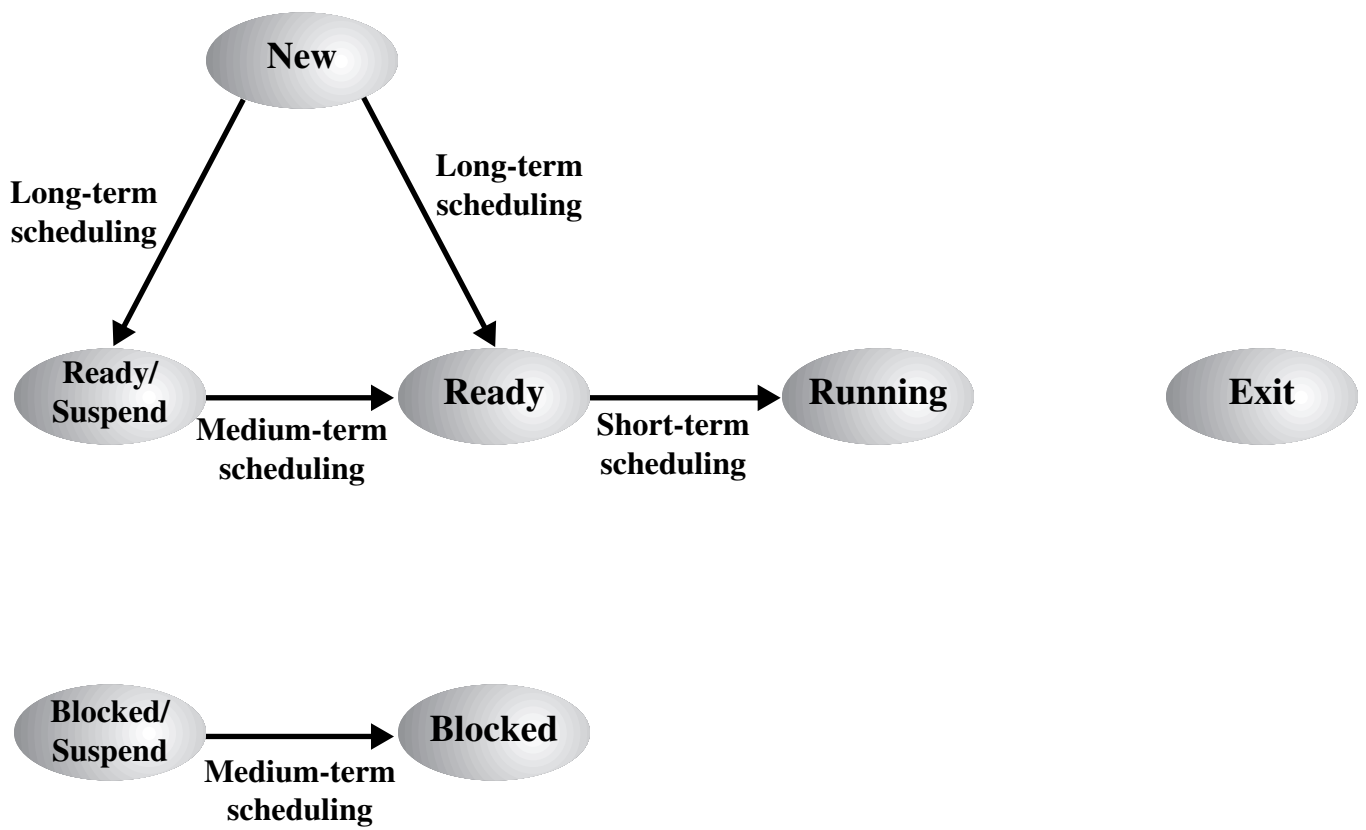 New
Long-term
scheduling
Long-term
scheduling
Ready/
Suspend
Medium-term
scheduling
Ready
Short-term
scheduling
Running
Exit
Blocked/
Suspend
Medium-term
scheduling
Blocked